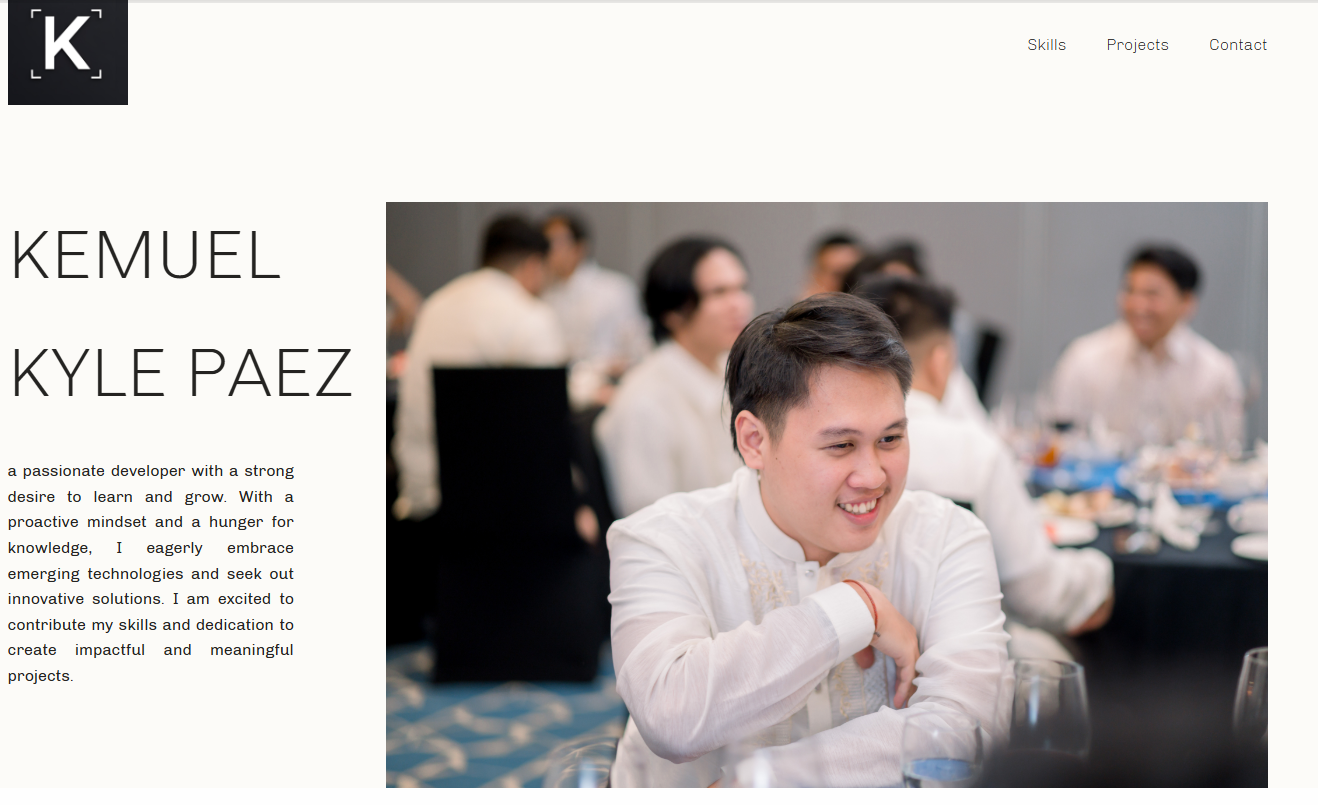 K
Skills Projects Contact
KEMUEL
KYLE PAEZ
a passionate developer with a strong
desire to learn and grow. With a
proactive mindset and a hunger for
knowledge, I eagerly embrace
emerging technologies and seek out
innovative solutions. I am excited to
contribute my skills and dedication to
create impactful and meaningful
projects.